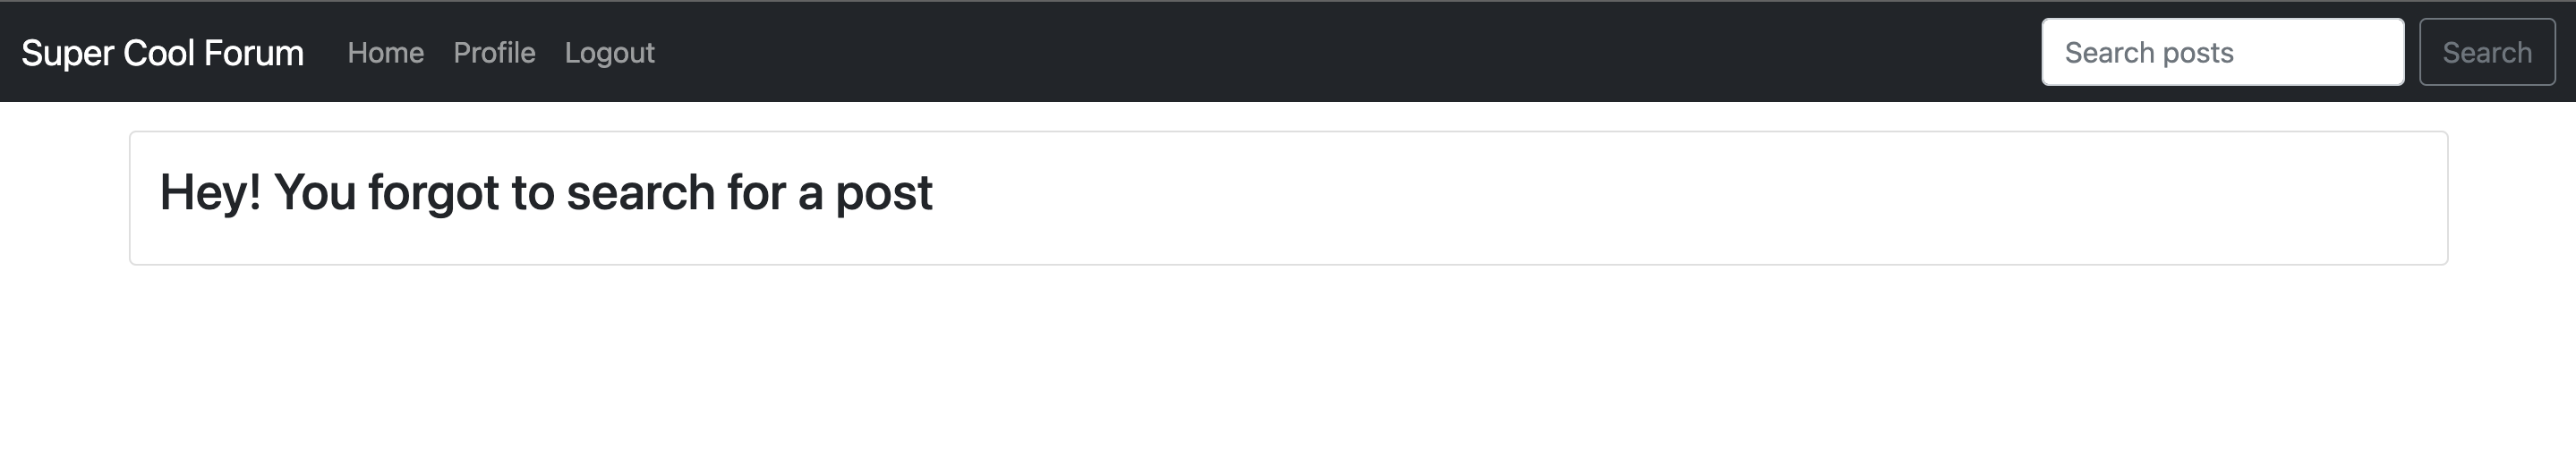 Super Cool Forum Home Profile Logout Search posts Search
Hey! You forgot to search for a post